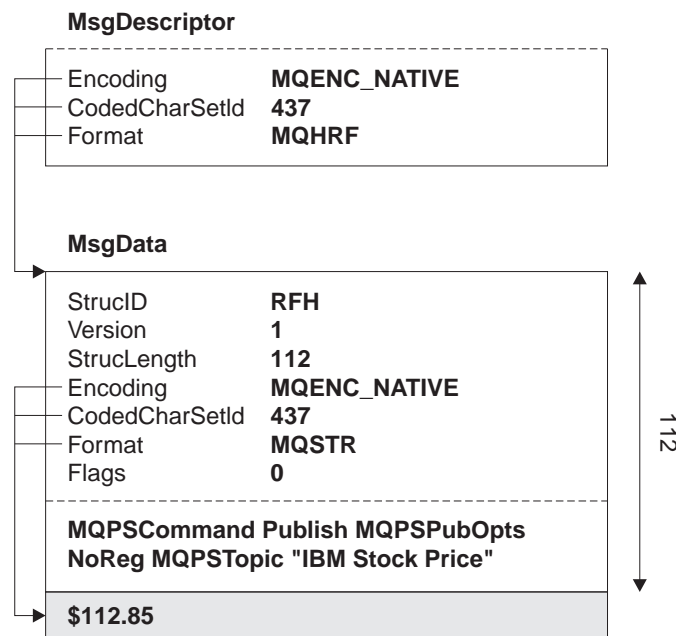 MsgDescriptor
Encoding MQENC_NATIVE
CodedCharSetId 437
Format MQHRF
MsgData
StrucID RFH
Version 1
StrucLength 112
Encoding MQENC_NATIVE
CodedCharSetId 437
Format MQSTR
Flags 0
112
MQPSCommand Publish MQPSPubOpts
NoReg MQPSTopic "IBM Stock Price"
$112.85